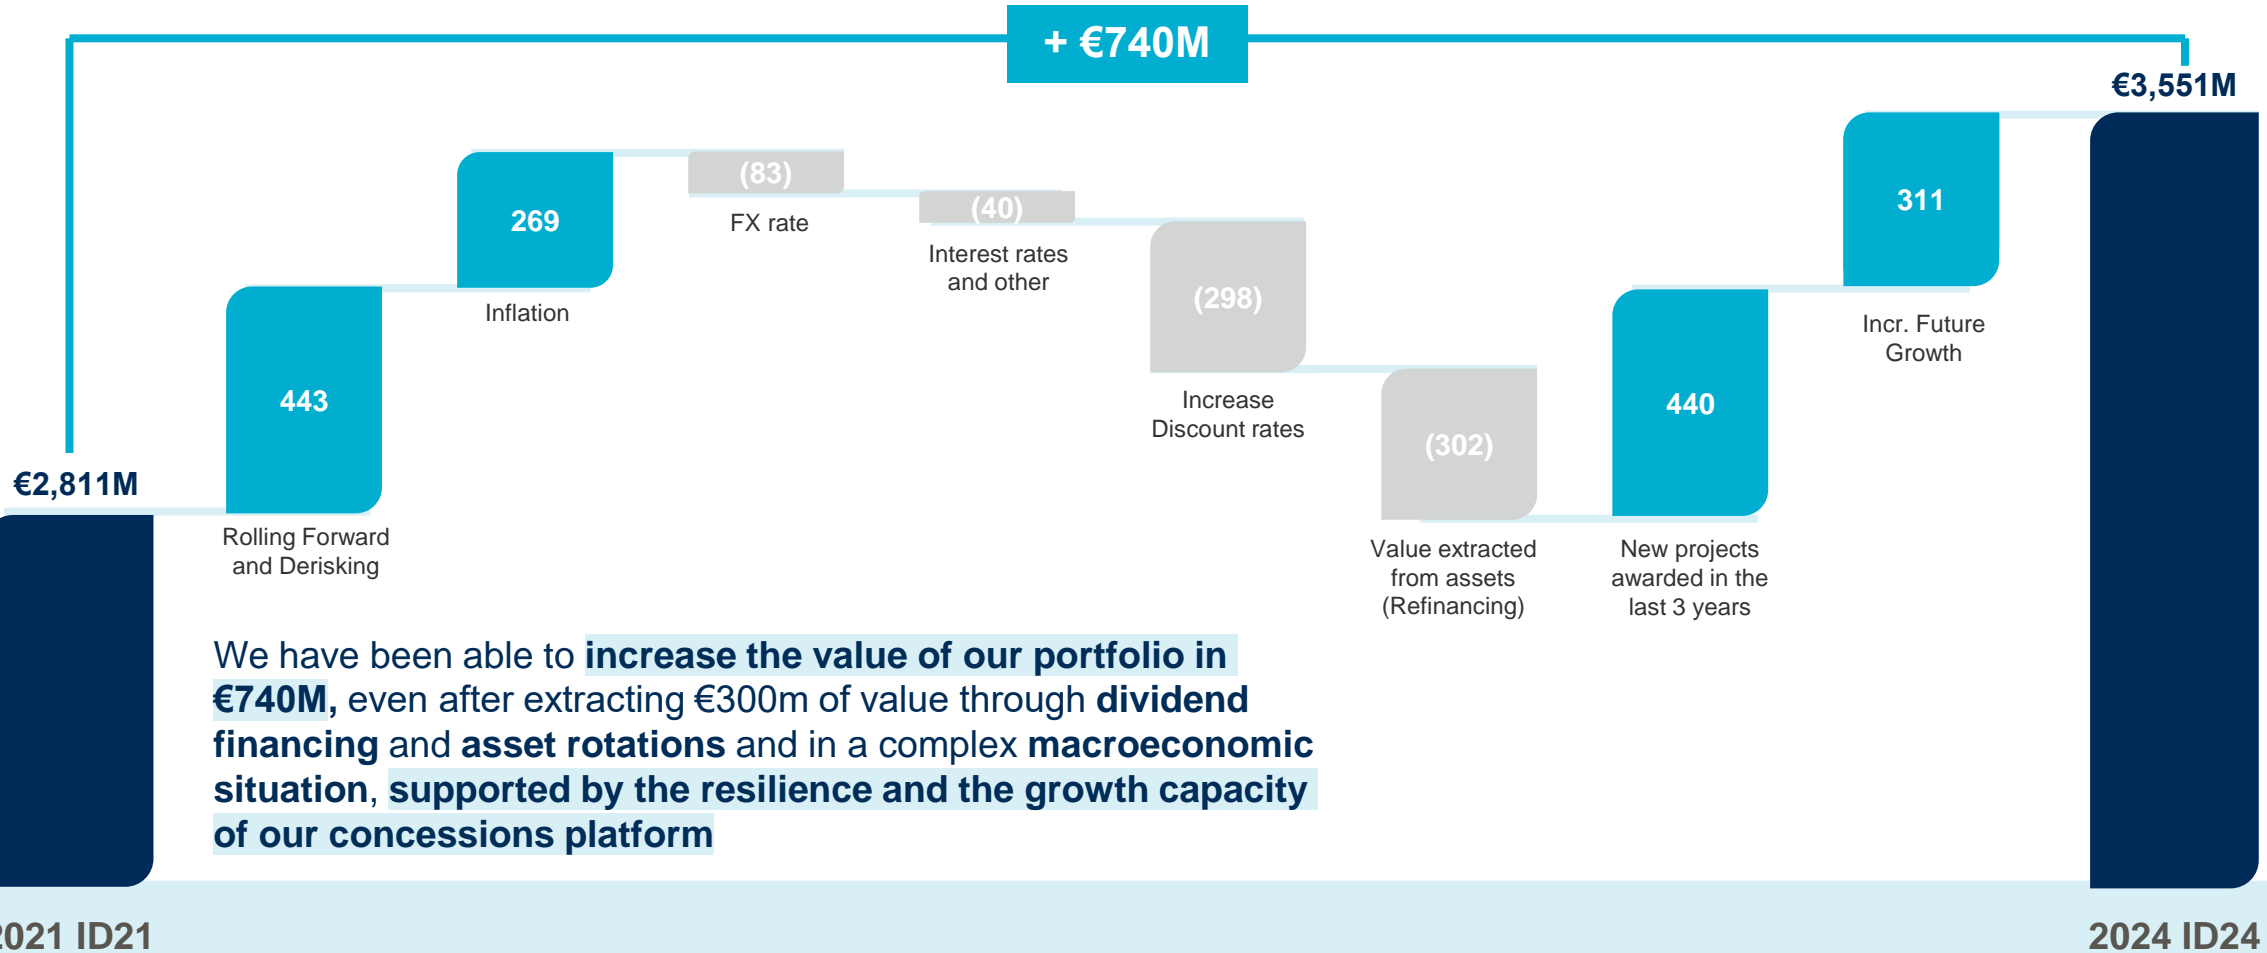 + €740M
€3,551M
(83)
311
269
(40)
FX rate
Interest rates
and other
(298)
Inflation
Incr. Future
Growth
443
440
Increase
Discount rates
(302)
€2,811M
Rolling Forward
and Derisking
Value extracted
from assets
(Refinancing)
New projects
awarded in the
last 3 years
We have been able to increase the value of our portfolio in
€740M, even after extracting €300m of value through dividend
financing and asset rotations and in a complex macroeconomic
situation, supported by the resilience and the growth capacity
of our concessions platform
2021 ID21
2024 ID24